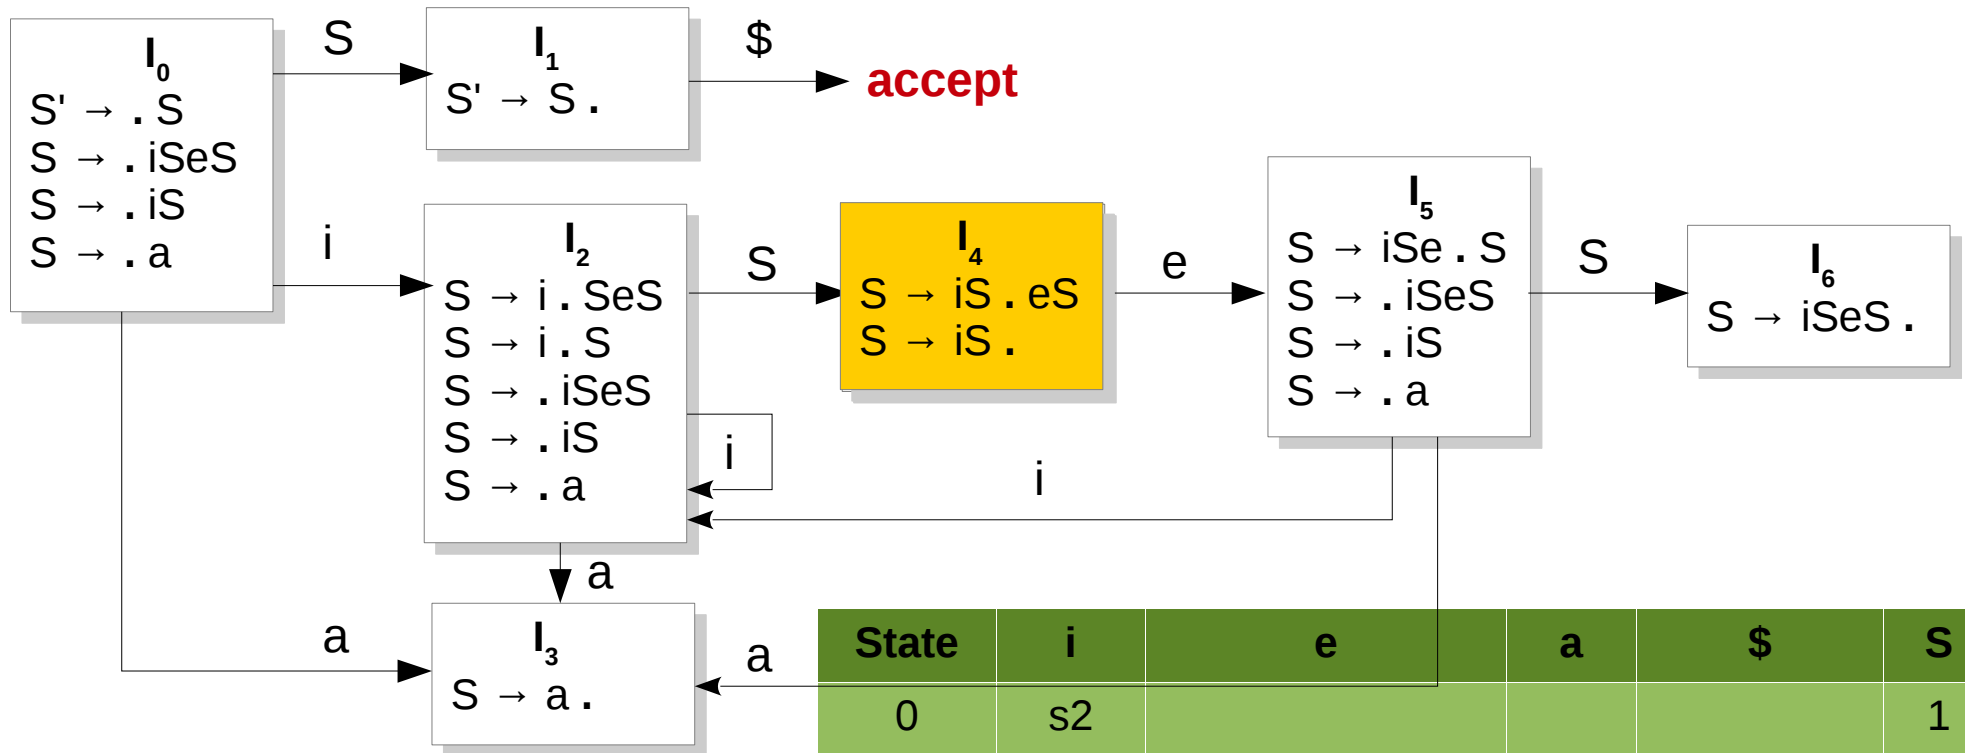 I0
S' → . S
S → . iSeS
S → . iS
S → . a
S
I1
S' → S .
$
accept
i
I2
S → i . SeS
S → i . S
S → . iSeS
S → . iS
S → . a
i
S
I4
S → iS . eS
S → iS .
e
I5
S → iSe . S
S → . iSeS
S → . iS
S → . a
S
I6
S → iSeS .
i
a
a
I3
S → a .
a
State i e a $ S
0 s2 1